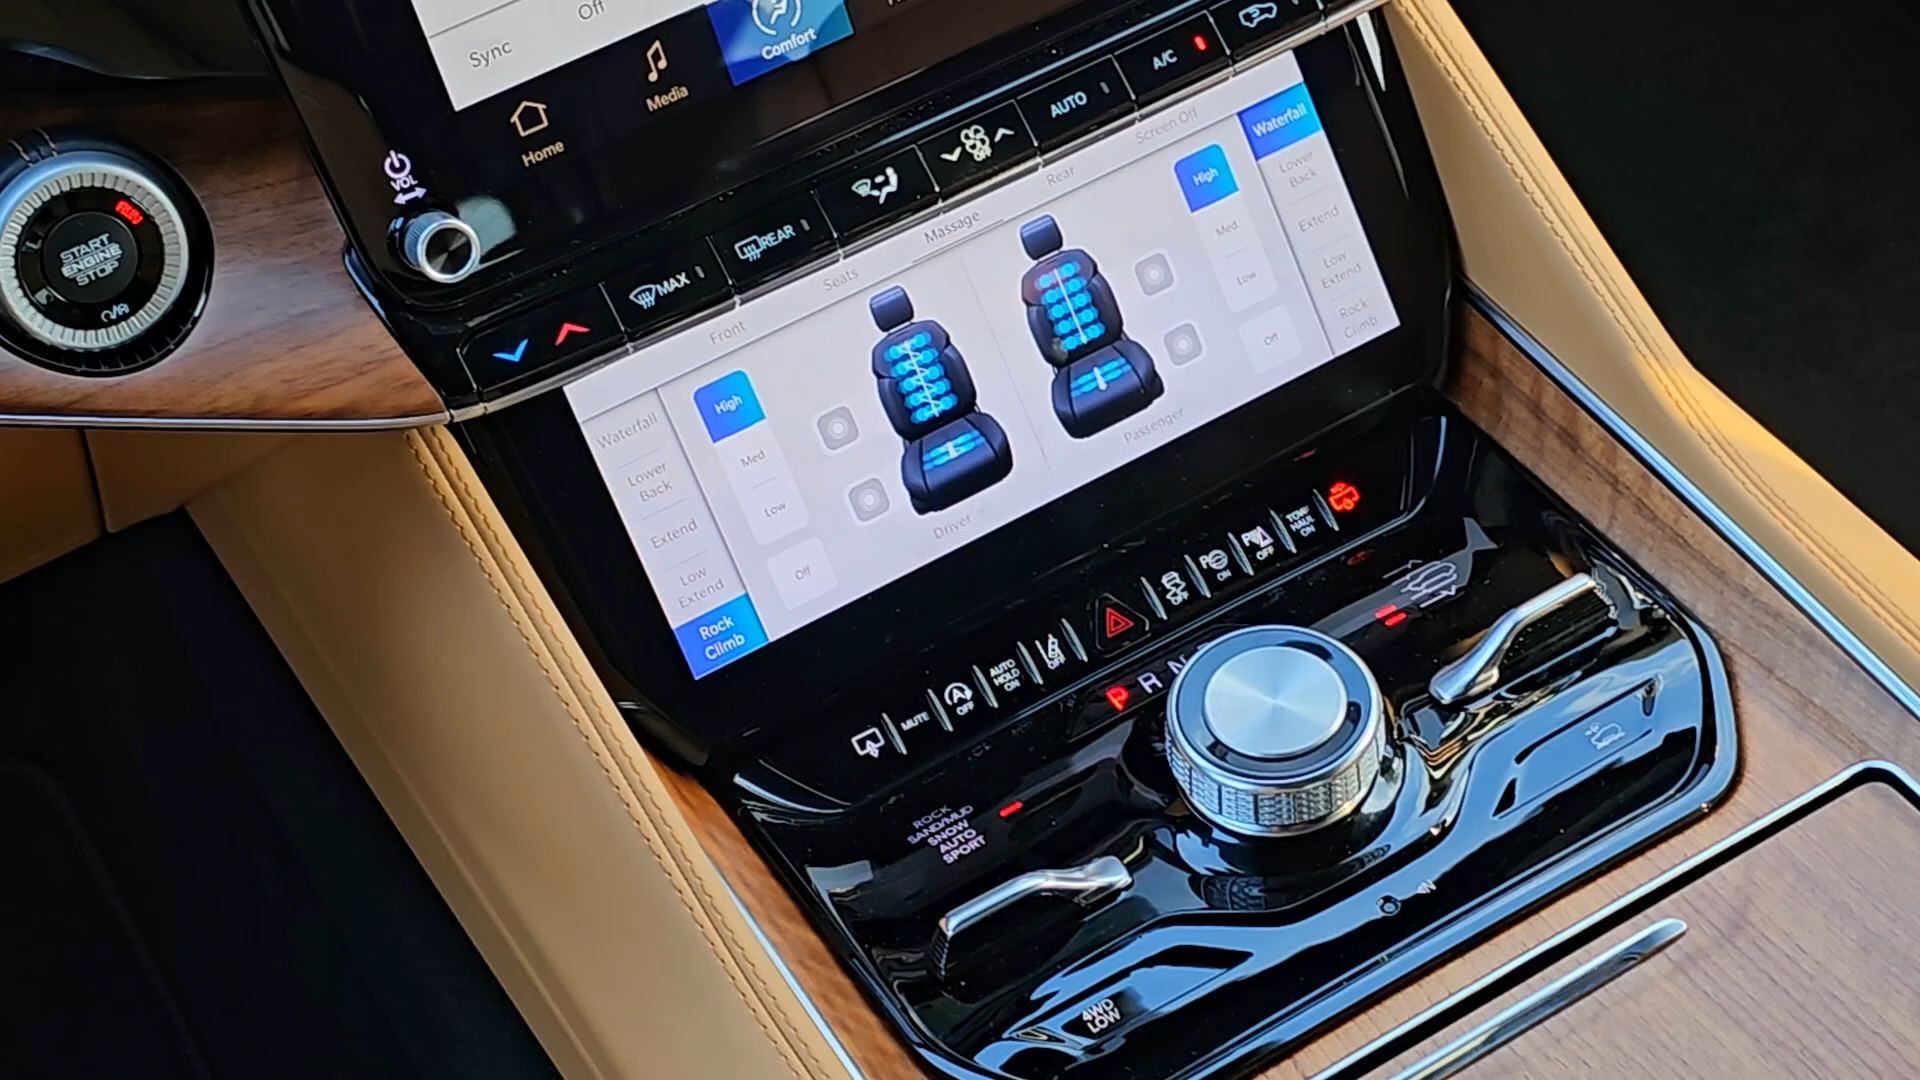 Off
Sync
Media
Comfort
Home
VOL
RUN
START
ENGINE
STOP
A/C
AUTO
OFF
REAR
MAX
Front
Seats
Massage
Rear
Screen Off
Waterfall
Lower
Back
Extend
Low
Extend
Rock
Climb
High
Med
Low
Off
Driver
High
Med
Low
Off
Passenger
Waterfall
Lower
Back
Extend
Low
Extend
Rock
Climb
MUTE
OFF
AUTO
HOLD
ON
OFF
OFF
P
ON
P
OFF
TOW/
HAUL
ON
P R N
ROCK
SAND/MUD
SNOW
AUTO
SPORT
N
4WD
LOW